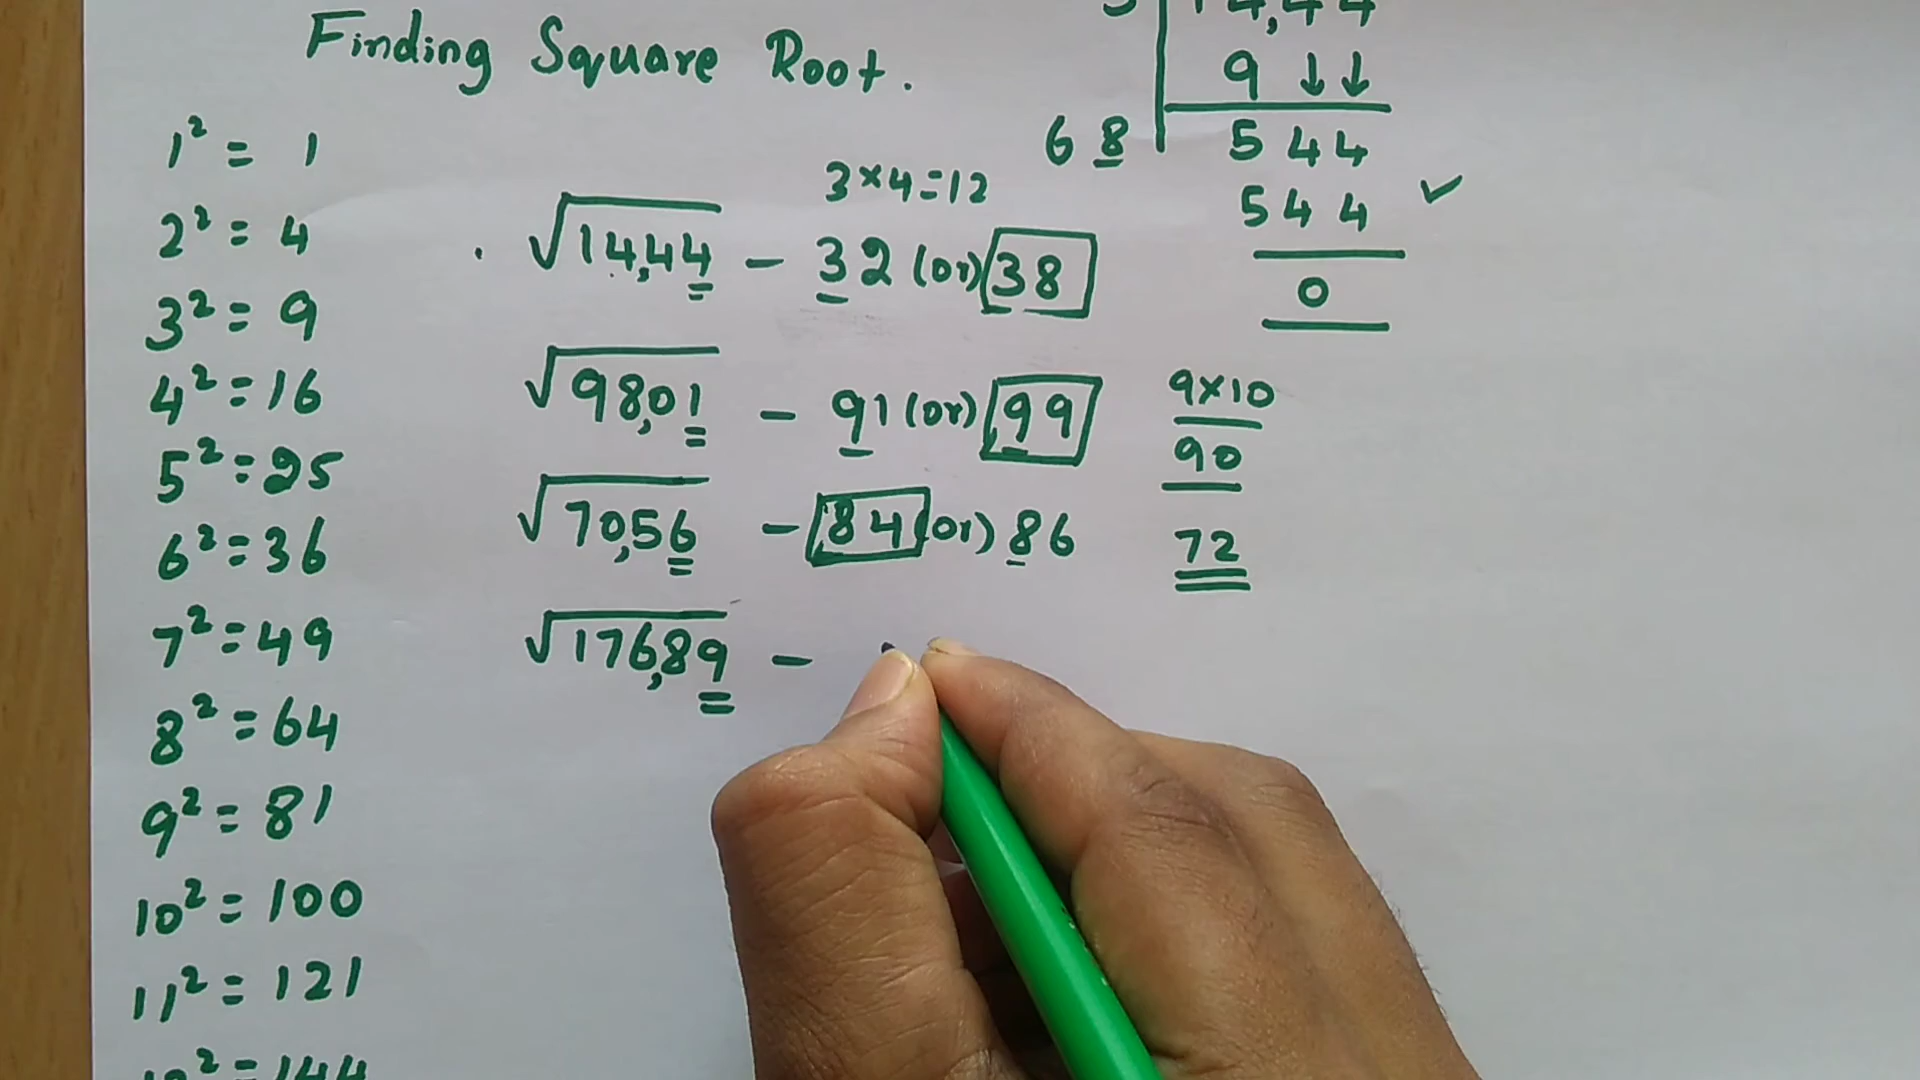 Finding Square Root.
1² = 1
2² = 4
3² = 9
4² = 16
5² = 25
6² = 36
7² = 49
8² = 64
9² = 81
10² = 100
11² = 121
3×4=12
√14,44 - 32 (or) 38
√98,01 - 91 (or) 99
√70,56 - 84 (or) 86
√176,89 -
14,44
9 ↓↓
68 544
544 ✓
0
9×10
90
72